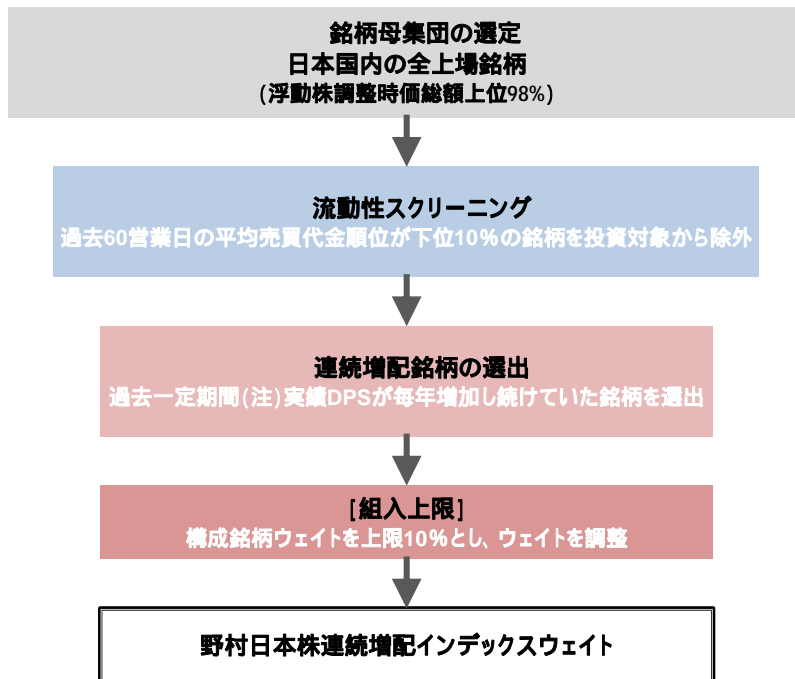 銘柄母集団の選定
日本国内の全上場銘柄
(浮動株調整時価総額上位98%)
流動性スクリーニング
過去60営業日の平均売買代金順位が下位10%の銘柄を投資対象から除外
連続増配銘柄の選出
過去一定期間(注)実績DPSが毎年増加し続けていた銘柄を選出
[組入上限]
構成銘柄ウェイトを上限10%とし、ウェイトを調整
野村日本株連続増配インデックスウェイト